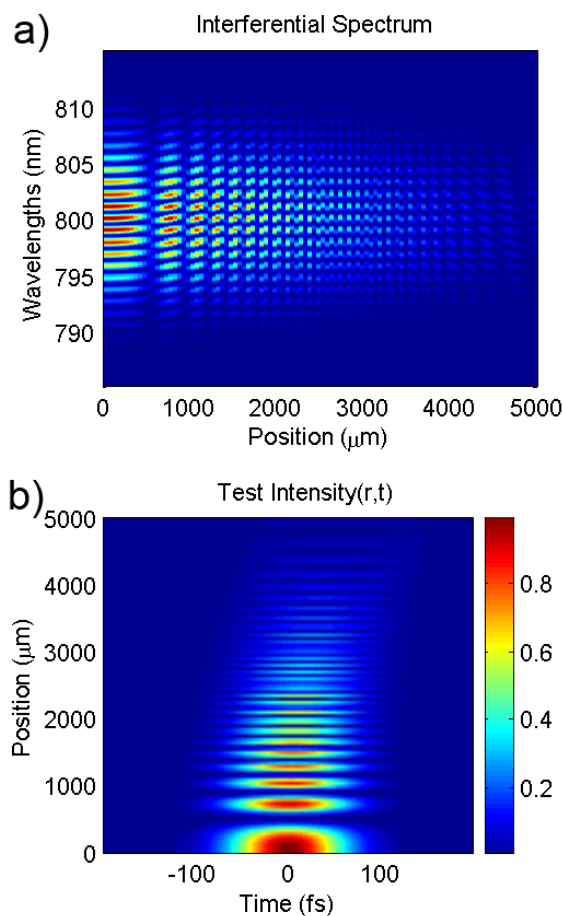 a)
Interferential Spectrum
Wavelengths (nm)
810
805
800
795
790
0 1000 2000 3000 4000 5000
Position (μm)
b)
Test Intensity(r,t)
Position (μm)
5000
4000
3000
2000
1000
0
0.8
0.6
0.4
0.2
-100 0 100
Time (fs)